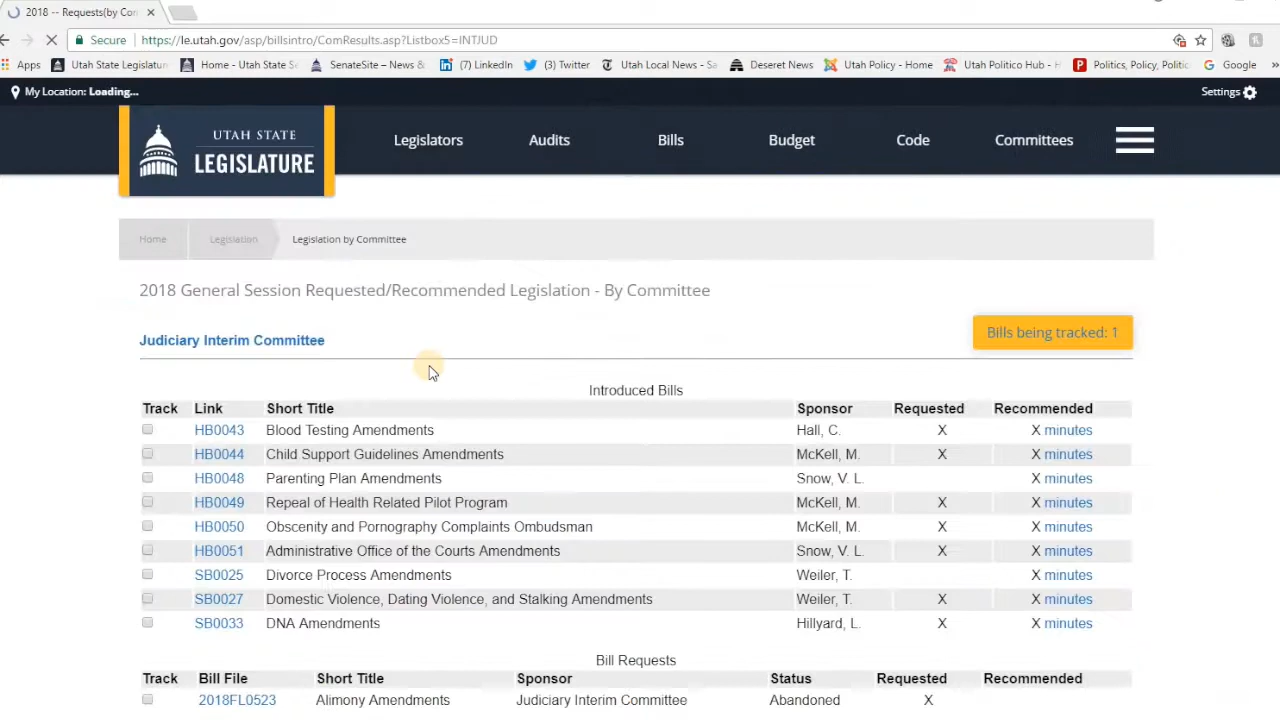 2018 -- Requests(by Con
Secure https://le.utah.gov/asp/billsintro/ComResults.asp?Listbox5=INTJUD
Apps Utah State Legislatur Home - Utah State Se SenateSite – News & (7) LinkedIn (3) Twitter Utah Local News - Sa Deseret News Utah Policy - Home Utah Politico Hub - H Politics, Policy, Politic Google »
My Location: Loading... Settings
UTAH STATE
LEGISLATURE
Legislators Audits Bills Budget Code Committees
Home Legislation Legislation by Committee
2018 General Session Requested/Recommended Legislation - By Committee
Judiciary Interim Committee Bills being tracked: 1
Introduced Bills
Track Link Short Title Sponsor Requested Recommended
HB0043 Blood Testing Amendments Hall, C. X X minutes
HB0044 Child Support Guidelines Amendments McKell, M. X X minutes
HB0048 Parenting Plan Amendments Snow, V. L. X minutes
HB0049 Repeal of Health Related Pilot Program McKell, M. X X minutes
HB0050 Obscenity and Pornography Complaints Ombudsman McKell, M. X X minutes
HB0051 Administrative Office of the Courts Amendments Snow, V. L. X X minutes
SB0025 Divorce Process Amendments Weiler, T. X minutes
SB0027 Domestic Violence, Dating Violence, and Stalking Amendments Weiler, T. X X minutes
SB0033 DNA Amendments Hillyard, L. X X minutes
Bill Requests
Track Bill File Short Title Sponsor Status Requested Recommended
2018FL0523 Alimony Amendments Judiciary Interim Committee Abandoned X